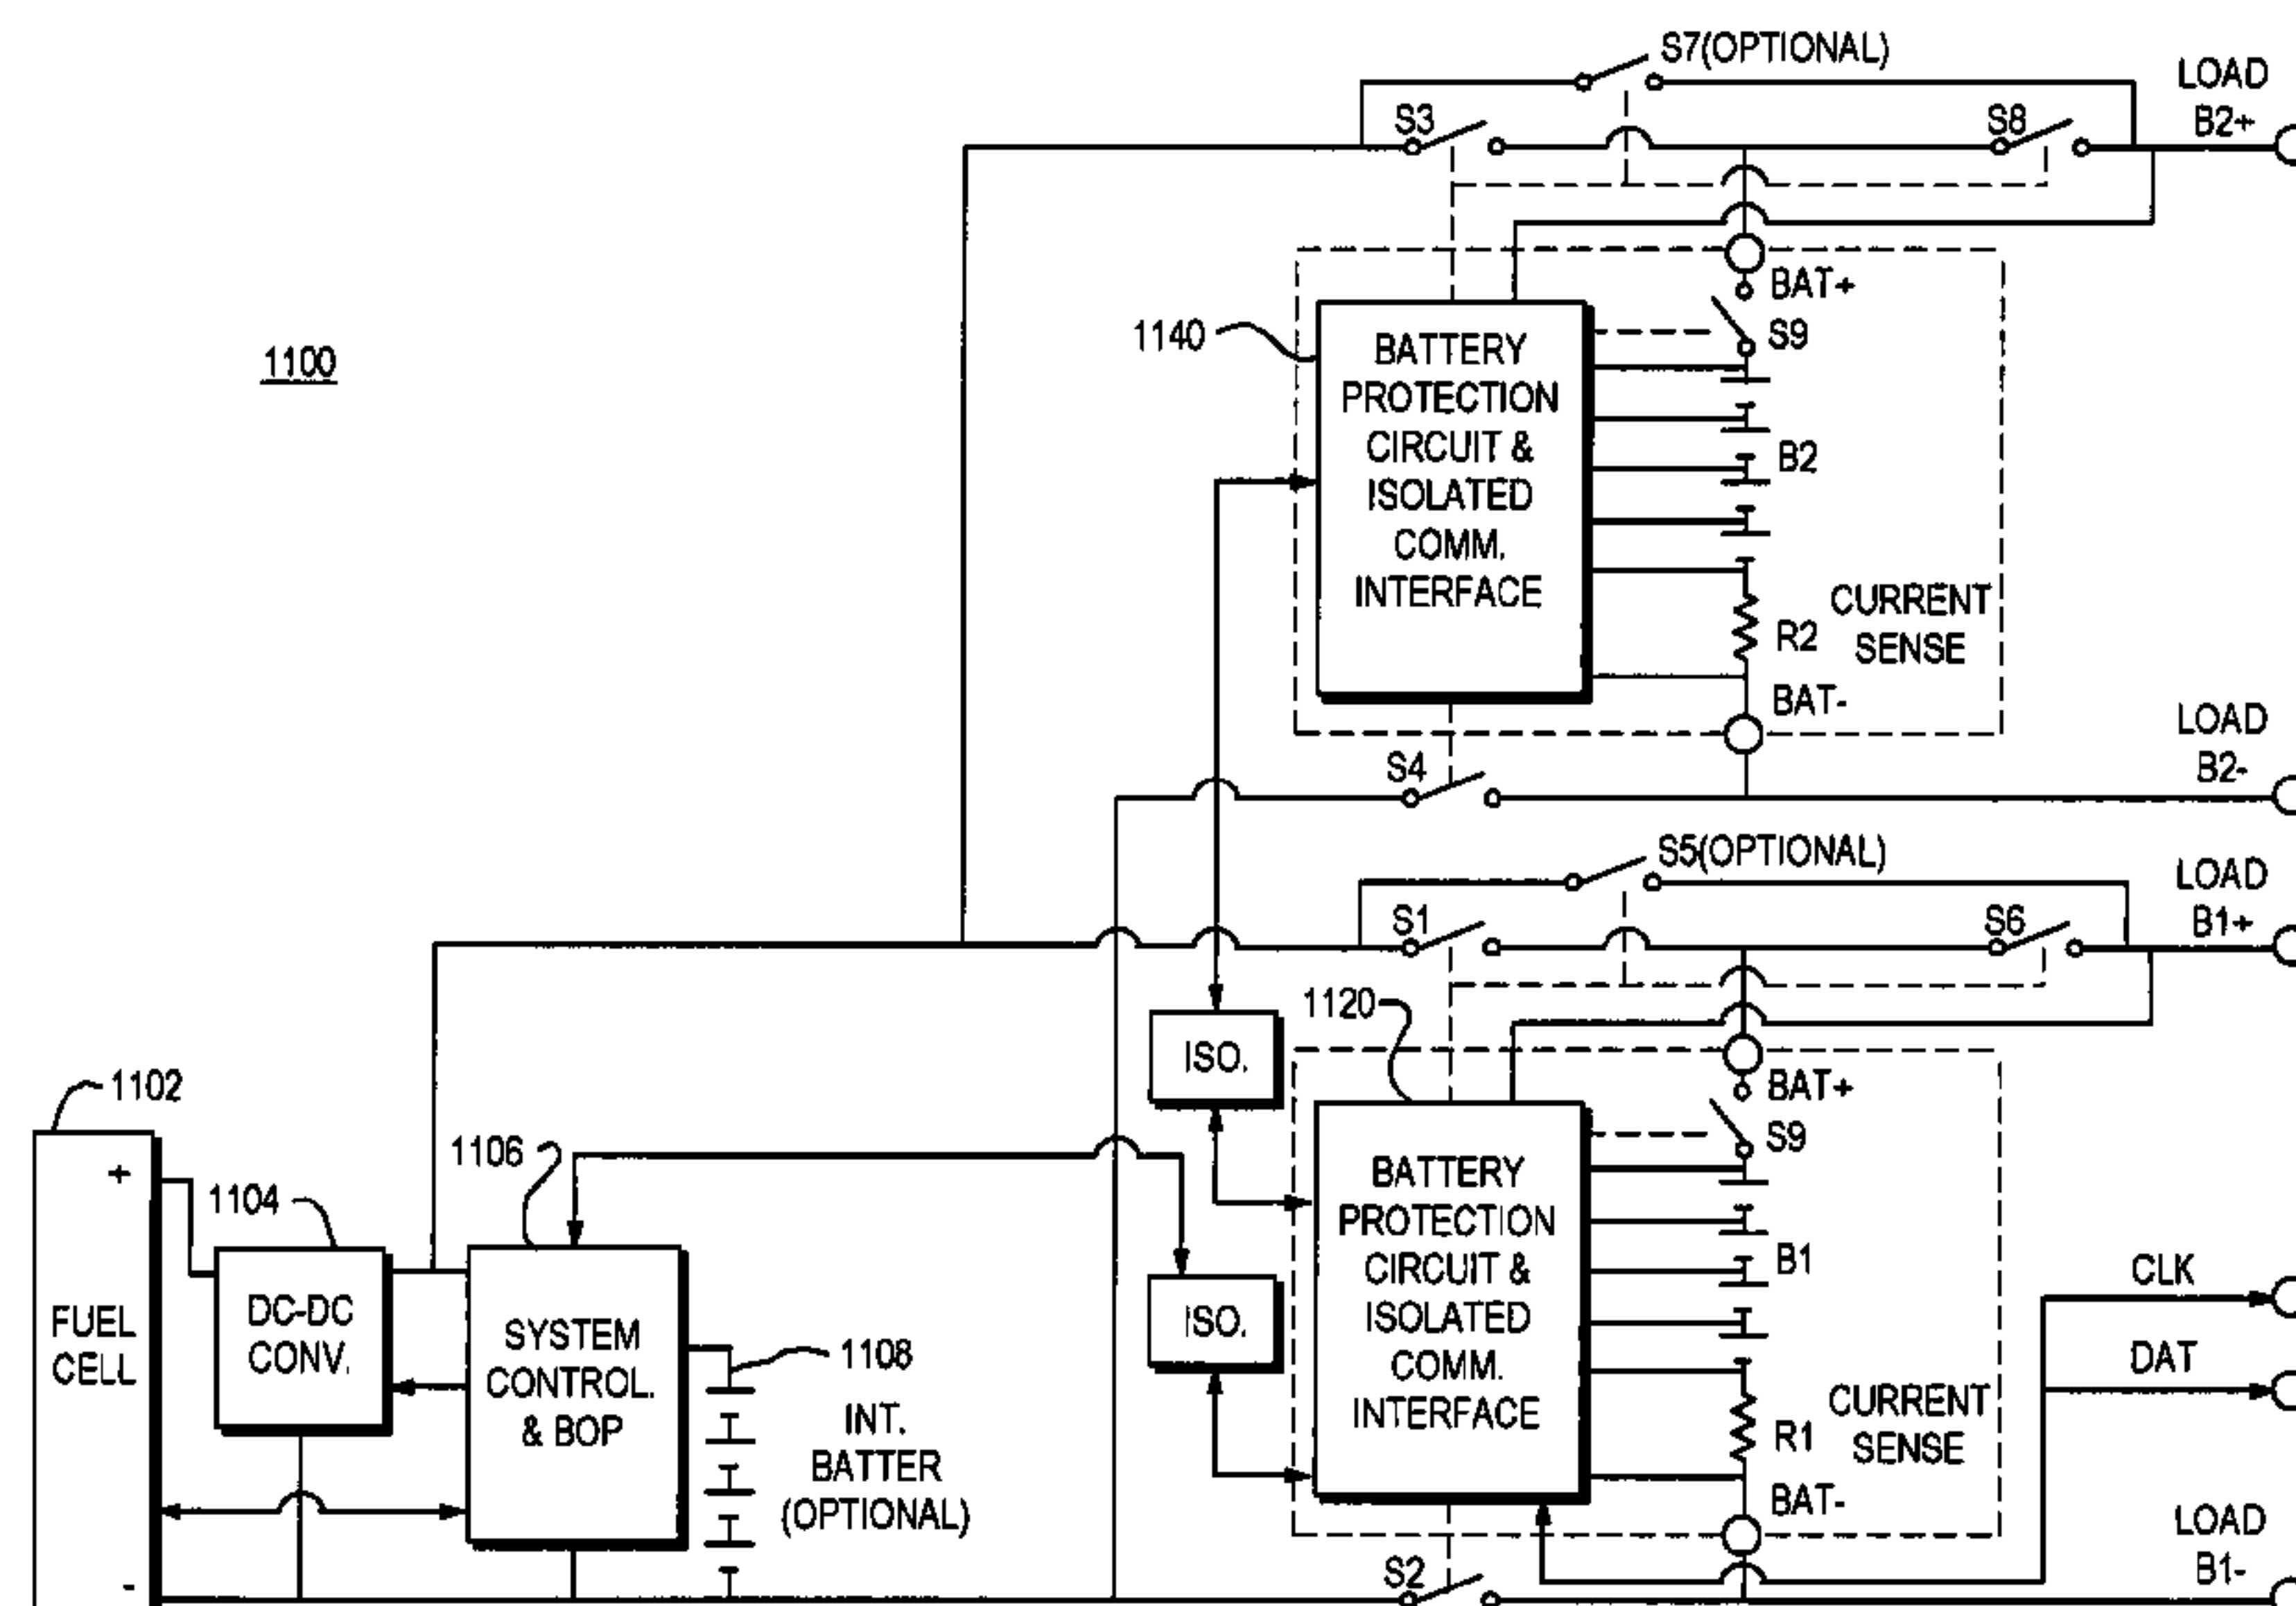 S7(OPTIONAL)
LOAD
B2+
S3
S8
BAT+
S9
1140
1100
BATTERY
PROTECTION
CIRCUIT &
ISOLATED
COMM.
INTERFACE
B2
CURRENT
SENSE
R2
BAT-
LOAD
B2-
S4
S5(OPTIONAL)
LOAD
B1+
S1
S6
1120
ISO.
BAT+
S9
1102
1106
1104
BATTERY
PROTECTION
CIRCUIT &
ISOLATED
COMM.
INTERFACE
B1
CLK
DAT
+
FUEL
CELL
-
DC-DC
CONV.
SYSTEM
CONTROL.
& BOP
1108
INT.
BATTER
(OPTIONAL)
ISO.
CURRENT
SENSE
R1
BAT-
LOAD
B1-
S2